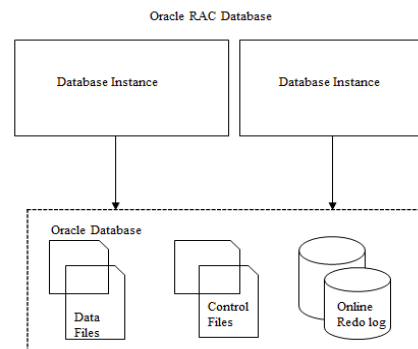 Oracle RAC Database
Database Instance
Database Instance
Oracle Database
Data
Files
Control
Files
Online
Redo log